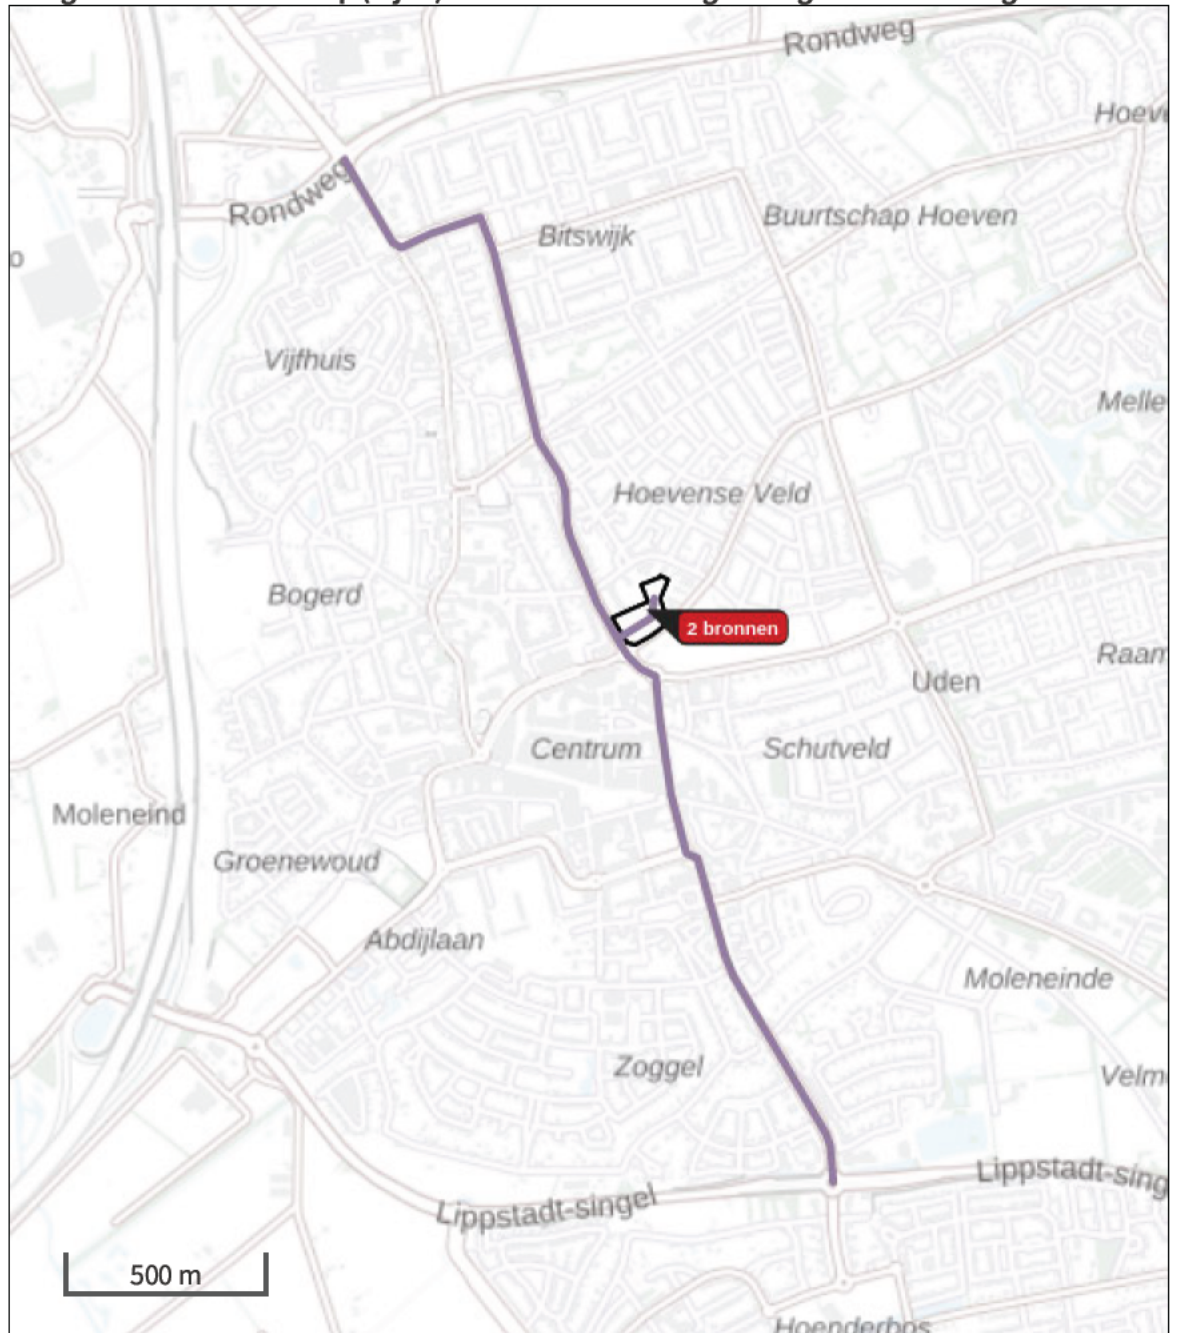 Rondweg
Hoeve
Rondweg
Bitswijk
Buurtschap Hoeven
o
Vijfhuis
Melle
Hoevense Veld
Bogerd
2 bronnen
Raam
Uden
Centrum
Schutveld
Moleneind
Groenewoud
Abdijlaan
Moleneinde
Zoggel
Velm
Lippstadt-singel
Lippstadt-sing
500 m
Hoenderbos